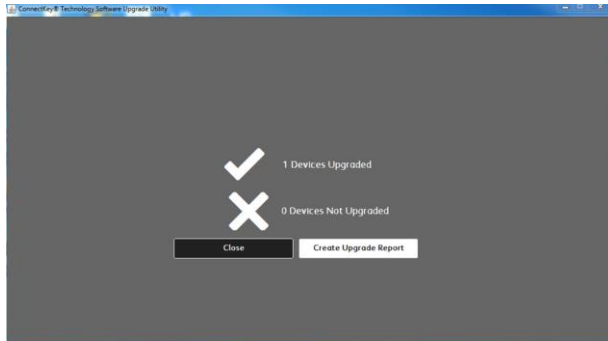 ConnectKey® Technology Software Upgrade Utility
1 Devices Upgraded
0 Devices Not Upgraded
Close
Create Upgrade Report